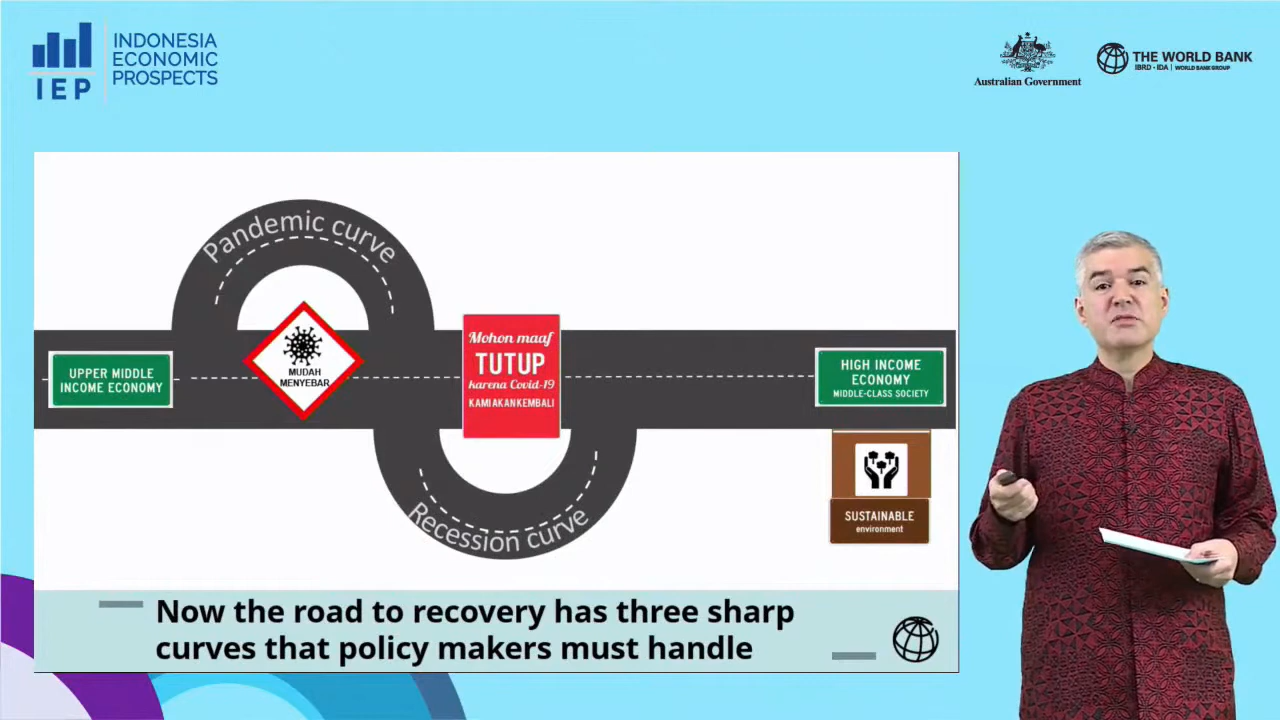 INDONESIA
ECONOMIC
PROSPECTS
IEP
Australian Government
THE WORLD BANK
IBRD • IDA | WORLD BANK GROUP
Pandemic curve
UPPER MIDDLE
INCOME ECONOMY
MUDAH
MENYEBAR
Mohon maaf
TUTUP
karena Covid-19
KAMI AKAN KEMBALI
HIGH INCOME
ECONOMY
MIDDLE-CLASS SOCIETY
SUSTAINABLE
environment
Recession curve
Now the road to recovery has three sharp
curves that policy makers must handle